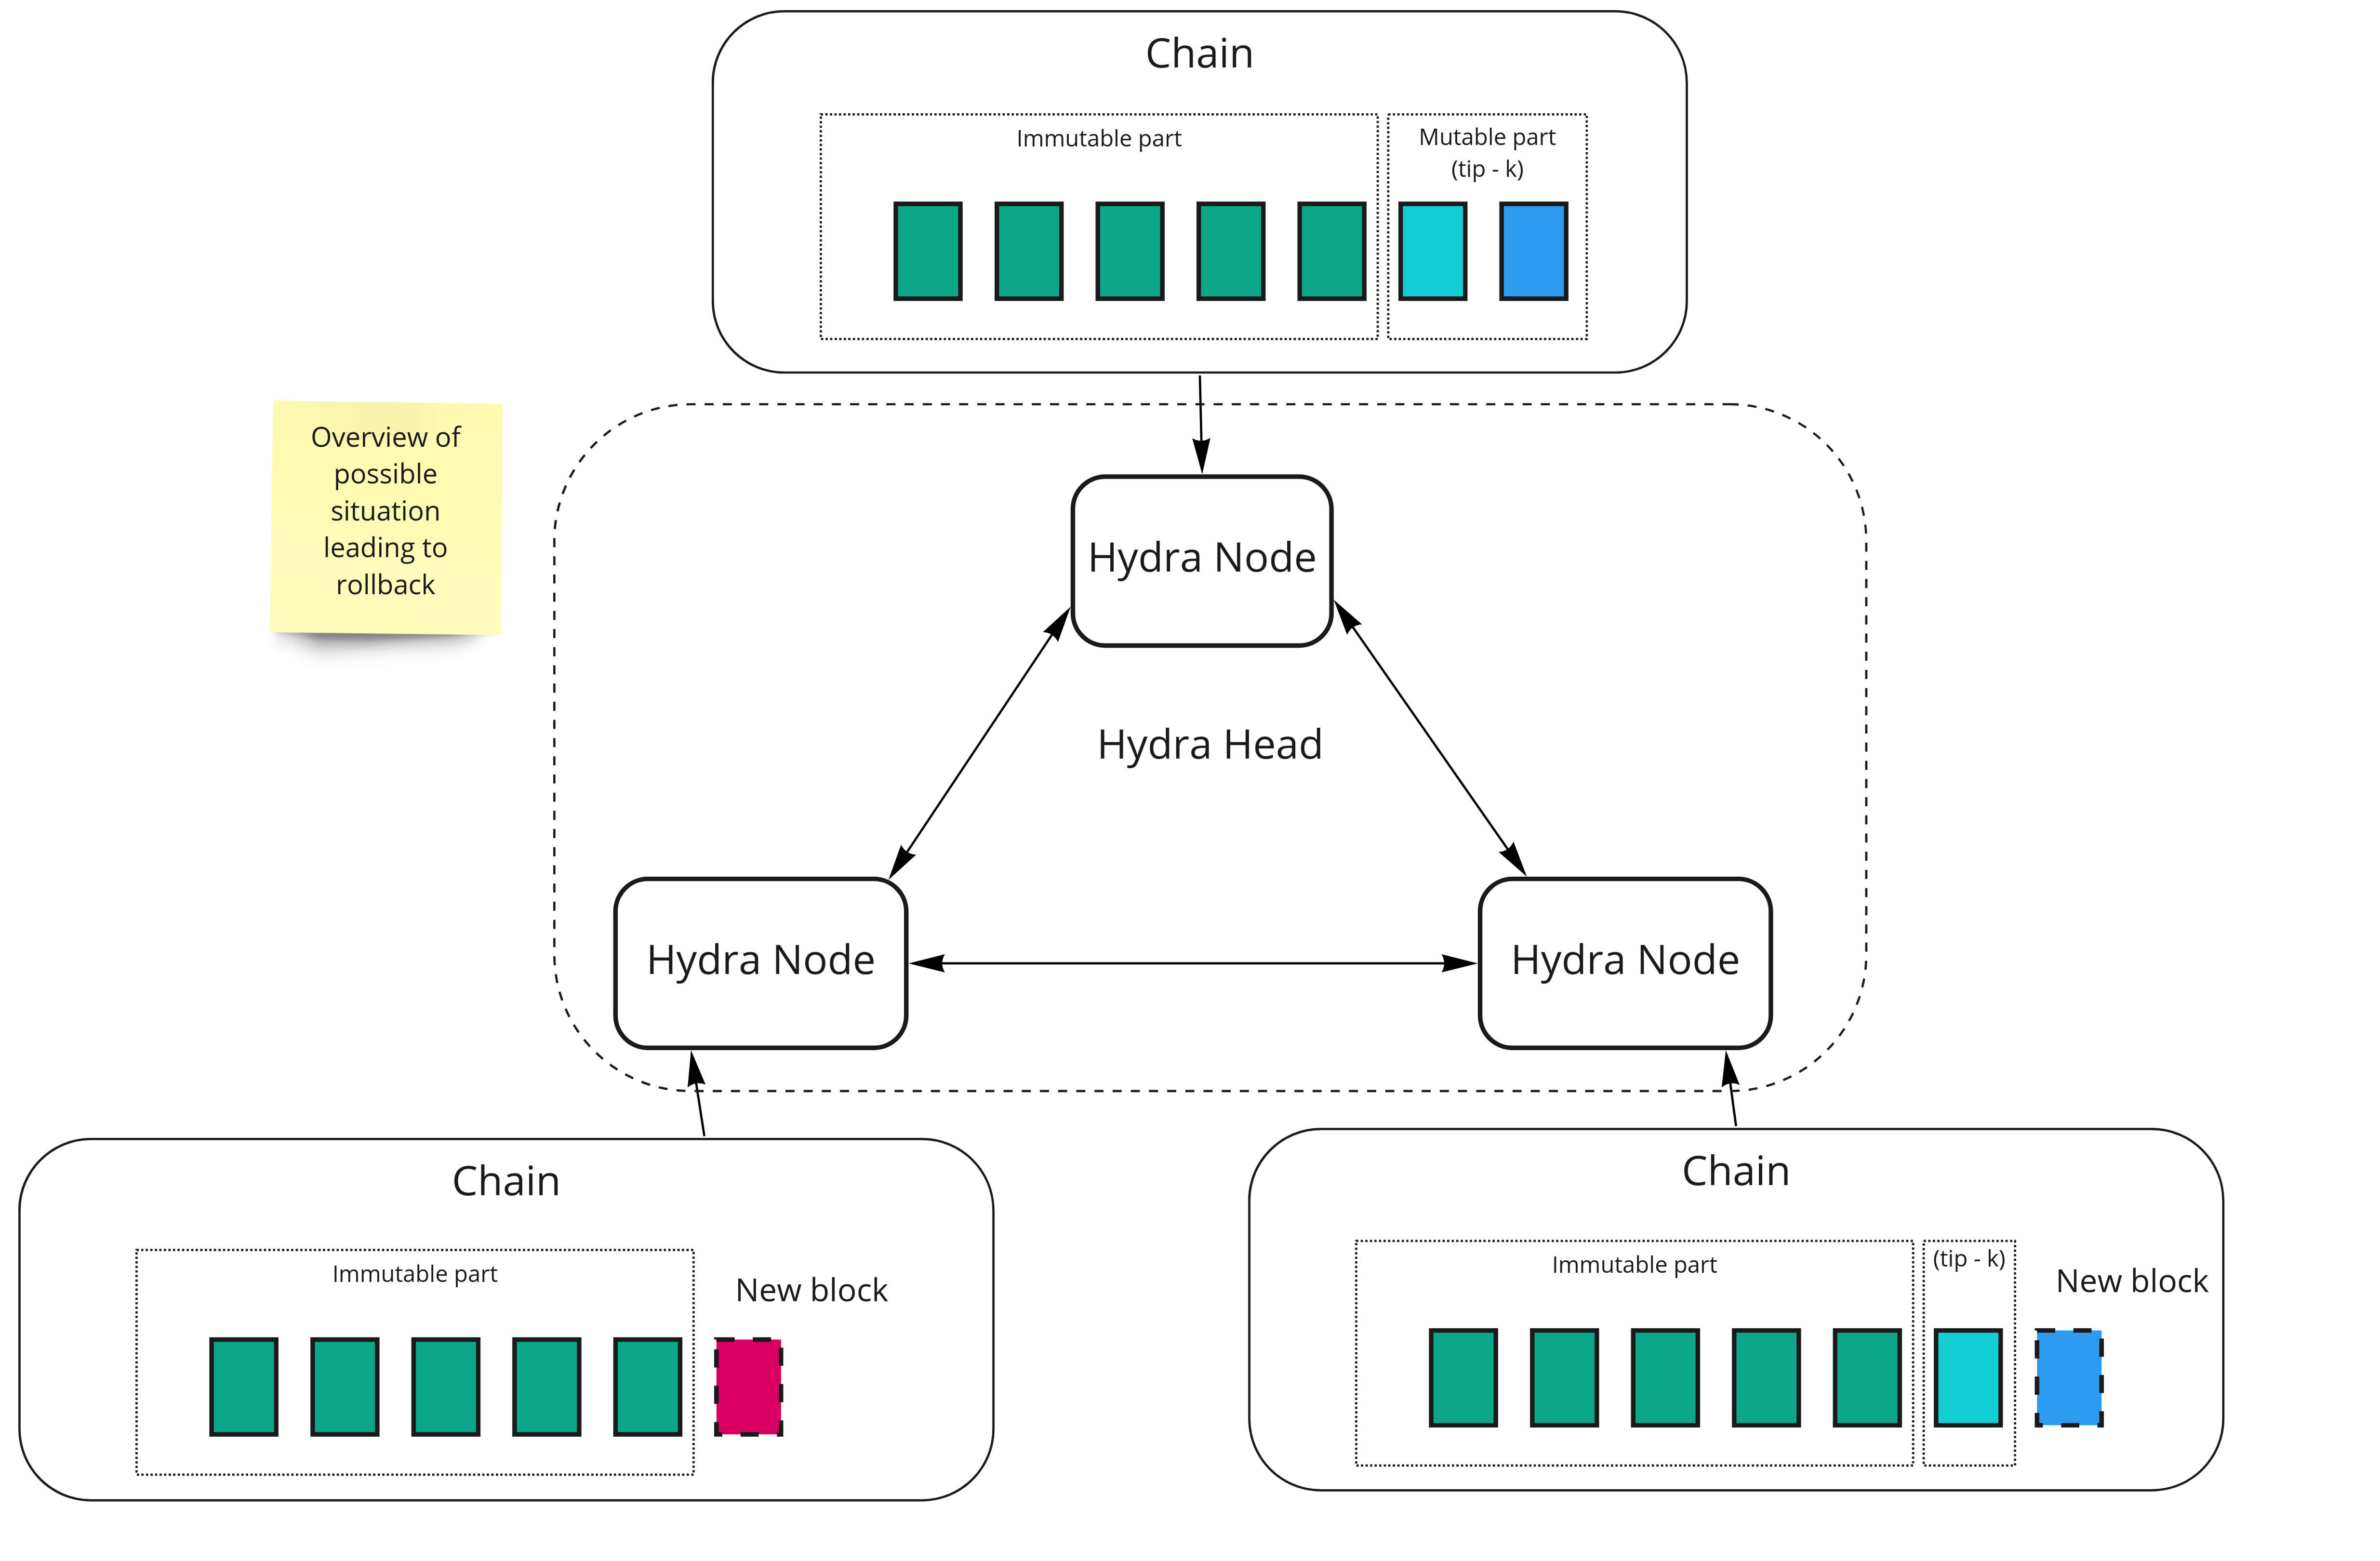 Chain
Immutable part
Mutable part
(tip - k)
Overview of
possible
situation
leading to
rollback
Hydra Node
Hydra Head
Hydra Node
Hydra Node
Chain
Immutable part
New block
Chain
Immutable part
(tip - k)
New block